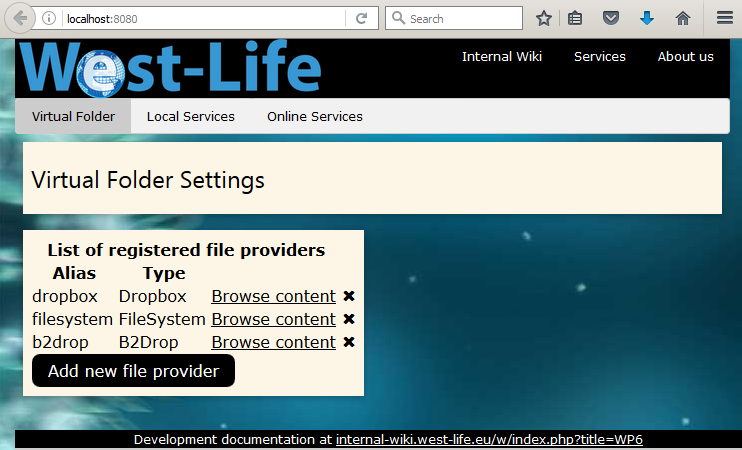 localhost:8080
Search
West-Life
Internal Wiki Services About us
Virtual Folder Local Services Online Services
Virtual Folder Settings
List of registered file providers
Alias Type
dropbox Dropbox Browse content ✖
filesystem FileSystem Browse content ✖
b2drop B2Drop Browse content ✖
Add new file provider
Development documentation at internal-wiki.west-life.eu/w/index.php?title=WP6